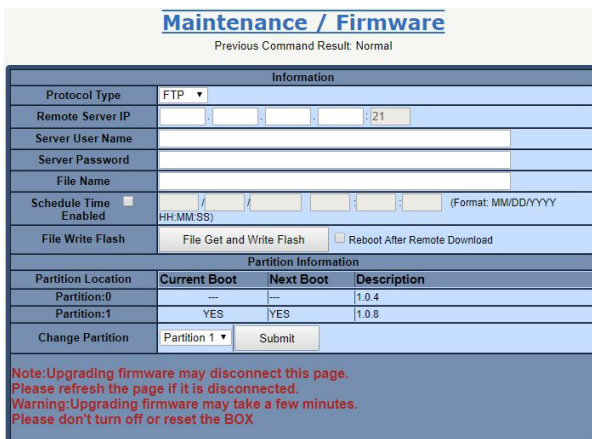 Maintenance / Firmware
Previous Command Result: Normal
Information
Protocol Type FTP
Remote Server IP . . . : 21
Server User Name
Server Password
File Name
Schedule Time Enabled / / : : (Format: MM/DD/YYYY HH:MM:SS)
File Write Flash File Get and Write Flash Reboot After Remote Download
Partition Information
Partition Location Current Boot Next Boot Description
Partition:0 --- --- 1.0.4
Partition:1 YES YES 1.0.8
Change Partition Partition 1 Submit
Note:Upgrading firmware may disconnect this page.
Please refresh the page if it is disconnected.
Warning:Upgrading firmware may take a few minutes.
Please don't turn off or reset the BOX